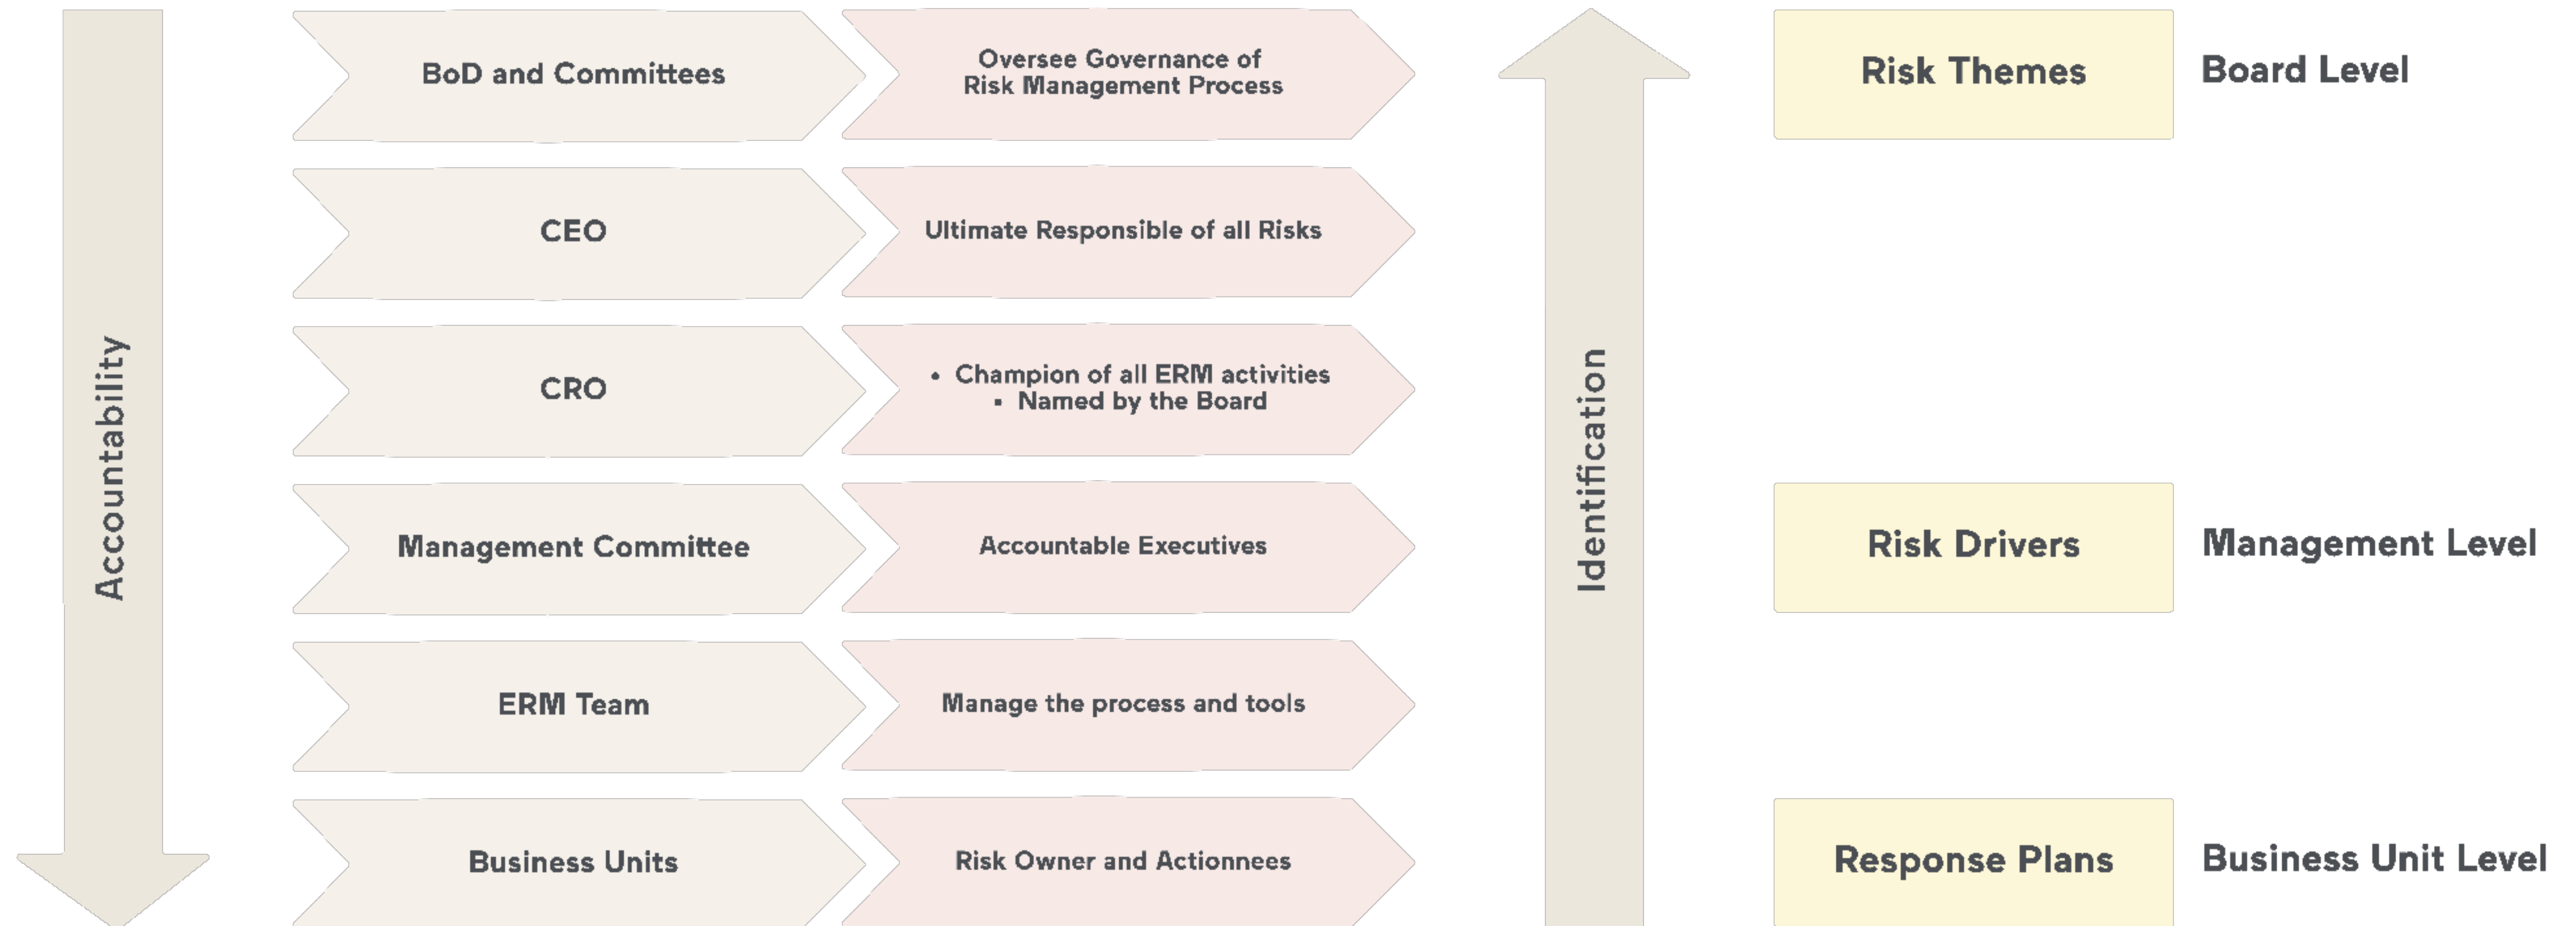 Accountability
BoD and Committees
Oversee Governance of
Risk Management Process
CEO
Ultimate Responsible of all Risks
CRO
• Champion of all ERM activities
▪ Named by the Board
Management Committee
Accountable Executives
ERM Team
Manage the process and tools
Business Units
Risk Owner and Actionnees
Identification
Risk Themes
Board Level
Risk Drivers
Management Level
Response Plans
Business Unit Level